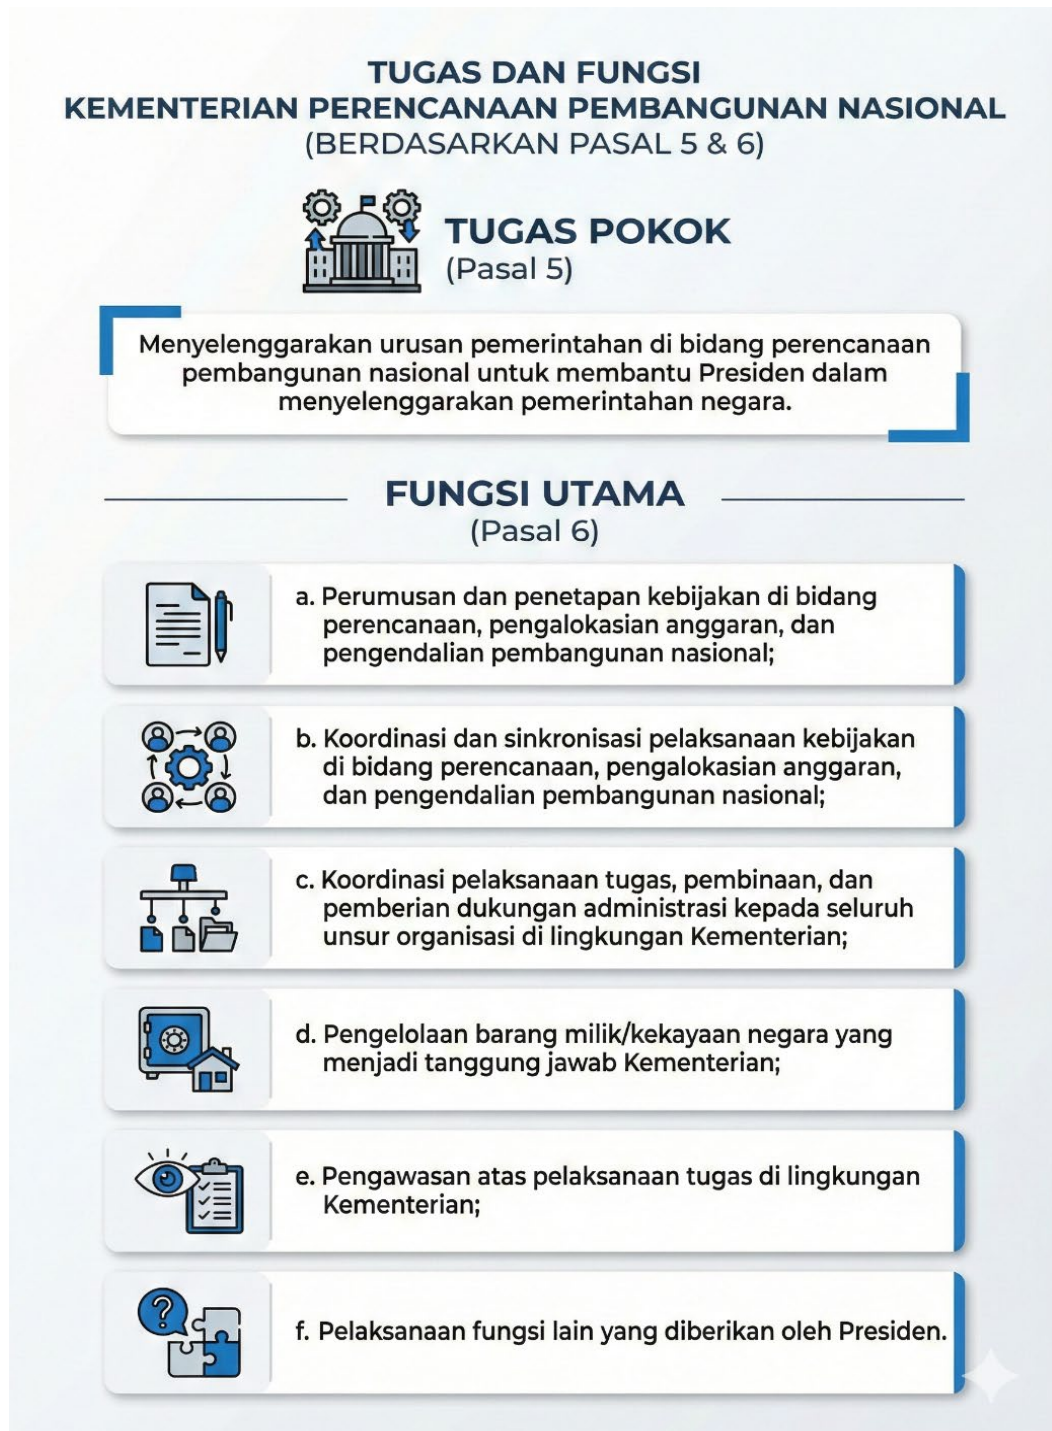 TUGAS DAN FUNGSI
KEMENTERIAN PERENCANAAN PEMBANGUNAN NASIONAL
(BERDASARKAN PASAL 5 & 6)
TUGAS POKOK
(Pasal 5)
Menyelenggarakan urusan pemerintahan di bidang perencanaan
pembangunan nasional untuk membantu Presiden dalam
menyelenggarakan pemerintahan negara.
FUNGSI UTAMA
(Pasal 6)
a. Perumusan dan penetapan kebijakan di bidang
perencanaan, pengalokasian anggaran, dan
pengendalian pembangunan nasional;
b. Koordinasi dan sinkronisasi pelaksanaan kebijakan
di bidang perencanaan, pengalokasian anggaran,
dan pengendalian pembangunan nasional;
c. Koordinasi pelaksanaan tugas, pembinaan, dan
pemberian dukungan administrasi kepada seluruh
unsur organisasi di lingkungan Kementerian;
d. Pengelolaan barang milik/kekayaan negara yang
menjadi tanggung jawab Kementerian;
e. Pengawasan atas pelaksanaan tugas di lingkungan
Kementerian;
?
f. Pelaksanaan fungsi lain yang diberikan oleh Presiden.